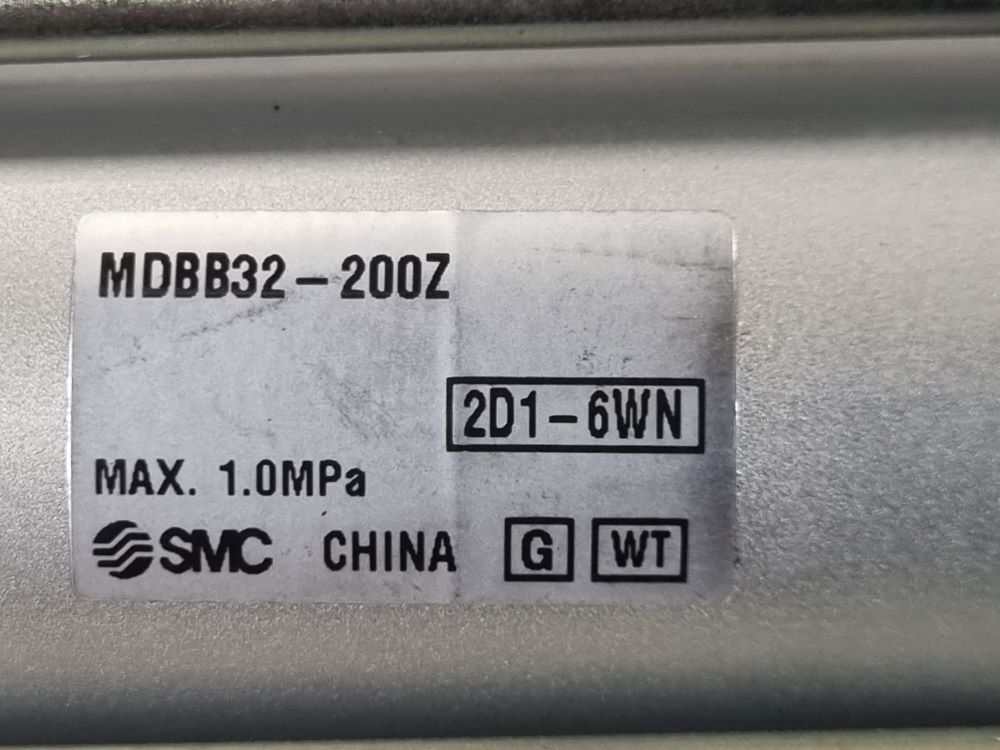 MDBB32-200Z
2D1-6WN
MAX. 1.0MPa
SMC CHINA G WT